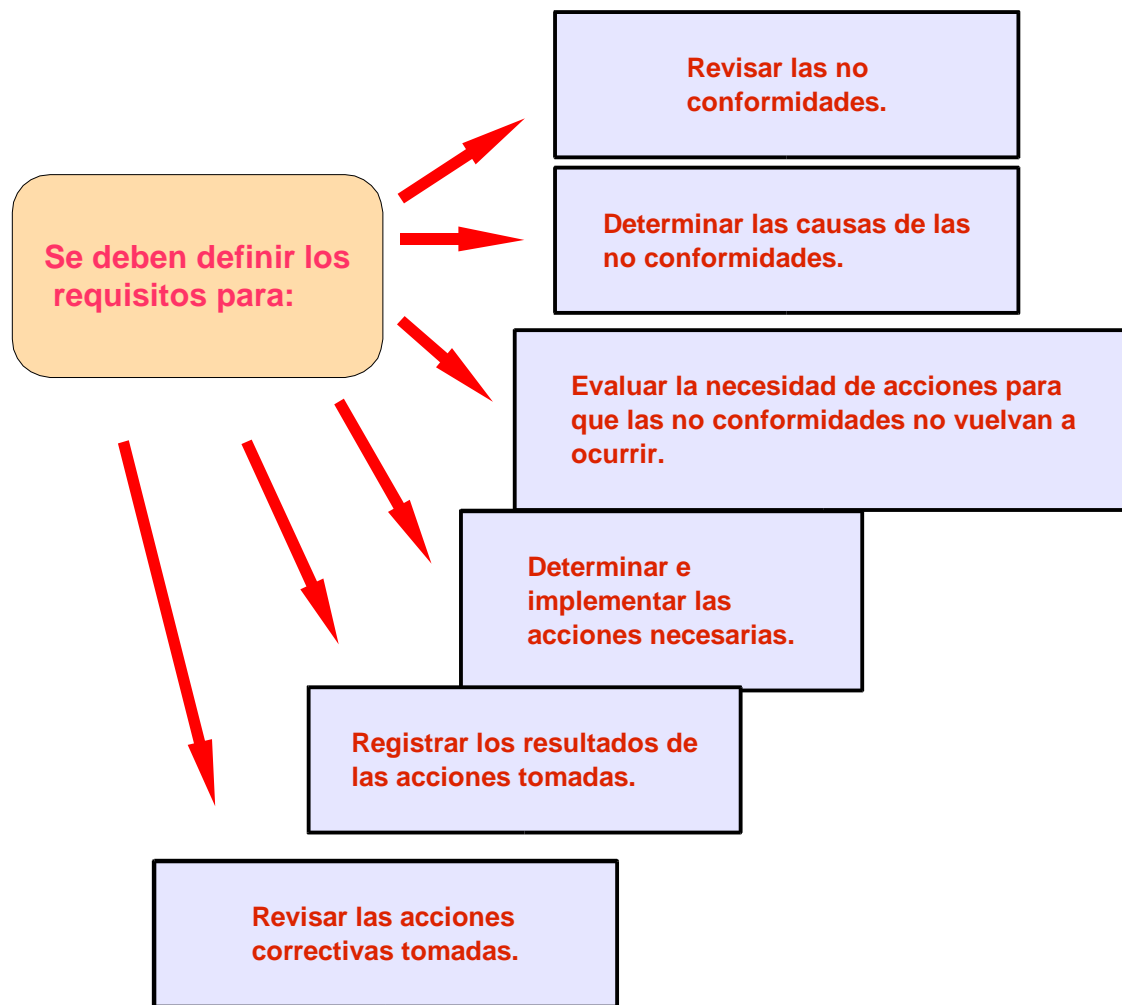 Revisar las no
conformidades.
Determinar las causas de las
no conformidades.
Se deben definir los
requisitos para:
Evaluar la necesidad de acciones para
que las no conformidades no vuelvan a
ocurrir.
Determinar e
implementar las
acciones necesarias.
Registrar los resultados de
las acciones tomadas.
Revisar las acciones
correctivas tomadas.